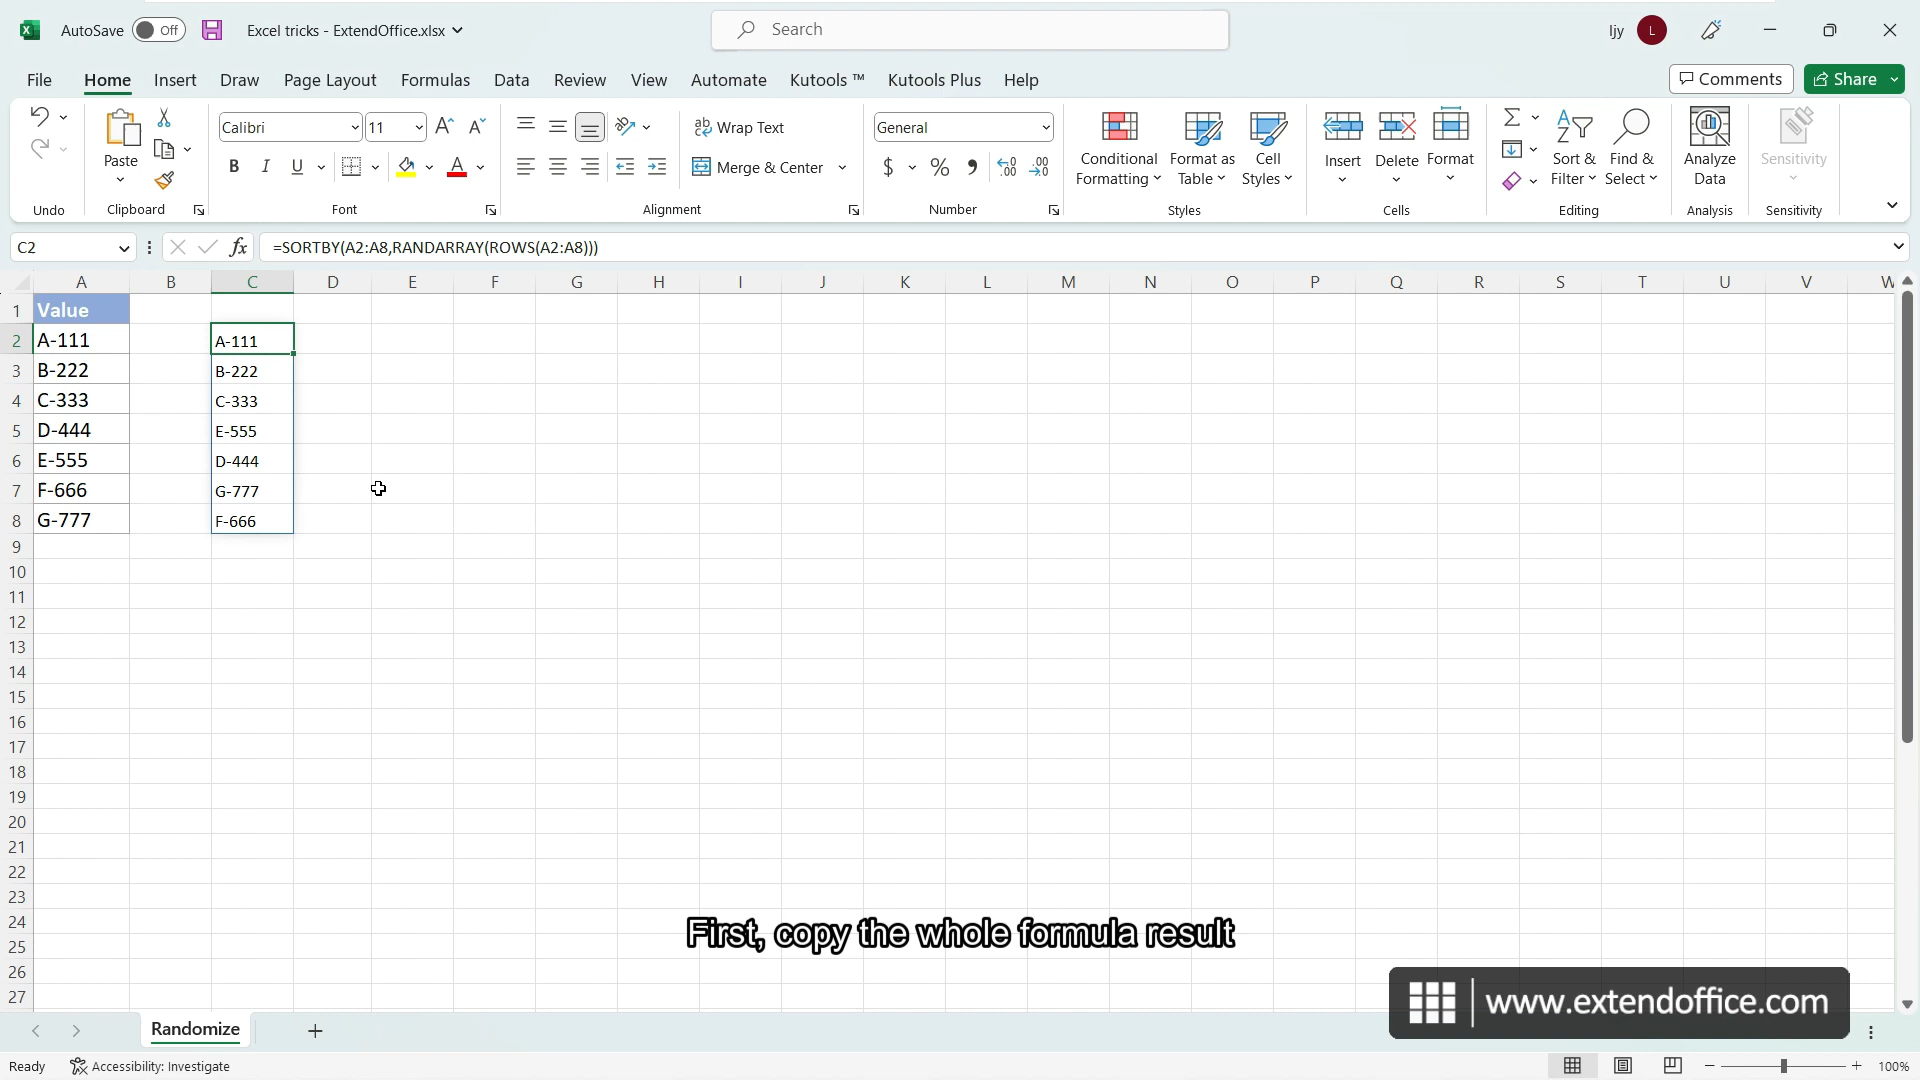 AutoSave Off Excel tricks - ExtendOffice.xlsx Search ljy L
File Home Insert Draw Page Layout Formulas Data Review View Automate Kutools ™ Kutools Plus Help Comments Share
Paste
Calibri 11
B I U A
ab Wrap Text
Merge & Center
General
$ % 9
Conditional Formatting
Format as Table
Cell Styles
Insert Delete Format
Sort & Filter
Find & Select
Analyze Data
Sensitivity
Undo Clipboard Font Alignment Number Styles Cells Editing Analysis Sensitivity
C2 fx =SORTBY(A2:A8,RANDARRAY(ROWS(A2:A8)))
A B C D E F G H I J K L M N O P Q R S T U V W
1 Value
2 A-111 A-111
3 B-222 B-222
4 C-333 C-333
5 D-444 E-555
6 E-555 D-444
7 F-666 G-777
8 G-777 F-666
9
10
11
12
13
14
15
16
17
18
19
20
21
22
23
24
25
26
27
First, copy the whole formula result
www.extendoffice.com
Randomize
Ready Accessibility: Investigate 100%